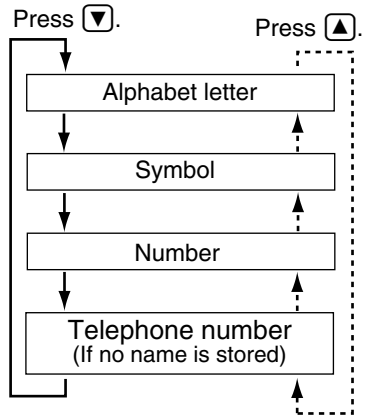 Press ▼.
Press ▲.
Alphabet letter
Symbol
Number
Telephone number
(If no name is stored)